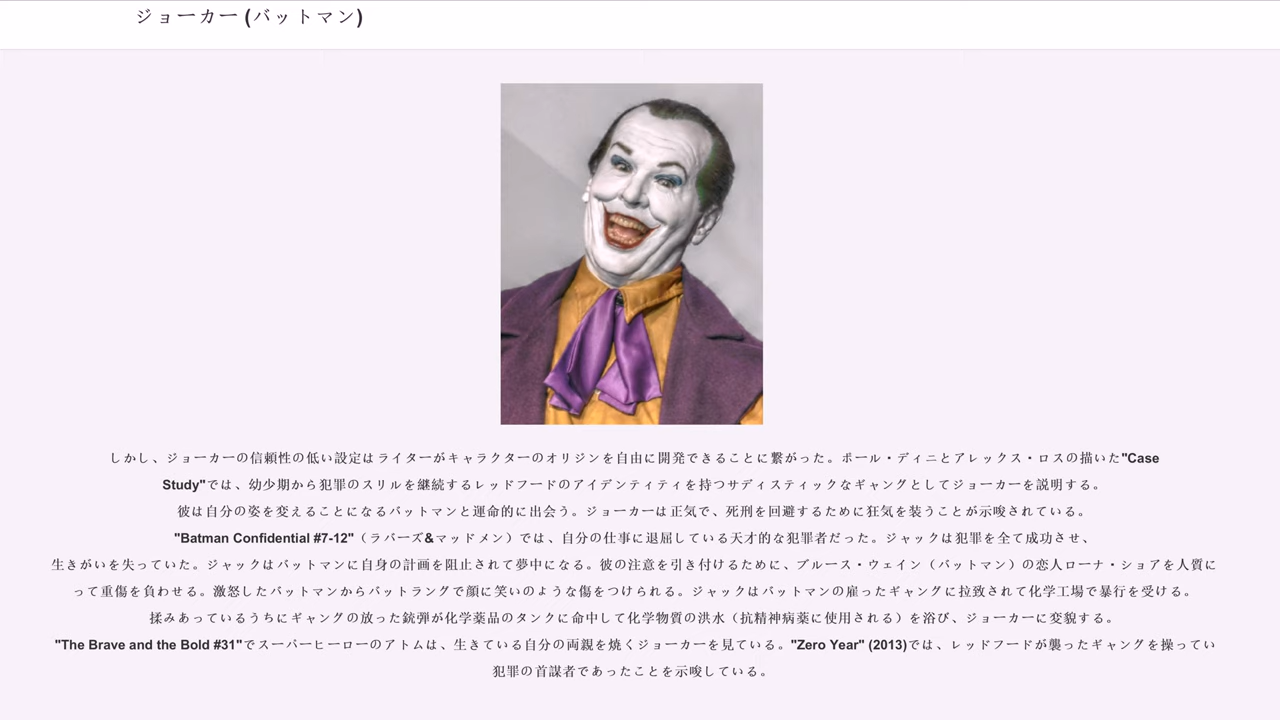 ジョーカー (バットマン)
しかし、ジョーカーの信頼性の低い設定はライターがキャラクターのオリジンを自由に開発できることに繋がった。ポール・ディニとアレックス・ロスの描いた"Case
Study"では、幼少期から犯罪のスリルを継続するレッドフードのアイデンティティを持つサディスティックなギャングとしてジョーカーを説明する。
彼は自分の姿を変えることになるバットマンと運命的に出会う。ジョーカーは正気で、死刑を回避するために狂気を装うことが示唆されている。
"Batman Confidential #7-12"（ラバーズ&マッドメン）では、自分の仕事に退屈している天才的な犯罪者だった。ジャックは犯罪を全て成功させ、
生きがいを失っていた。ジャックはバットマンに自身の計画を阻止されて夢中になる。彼の注意を引き付けるために、ブルース・ウェイン（バットマン）の恋人ローナ・ショアを人質に
って重傷を負わせる。激怒したバットマンからバットラングで顔に笑いのような傷をつけられる。ジャックはバットマンの雇ったギャングに拉致されて化学工場で暴行を受ける。
揉みあっているうちにギャングの放った銃弾が化学薬品のタンクに命中して化学物質の洪水（抗精神病薬に使用される）を浴び、ジョーカーに変貌する。
"The Brave and the Bold #31"でスーパーヒーローのアトムは、生きている自分の両親を焼くジョーカーを見ている。"Zero Year" (2013)では、レッドフードが襲ったギャングを操ってい
犯罪の首謀者であったことを示唆している。